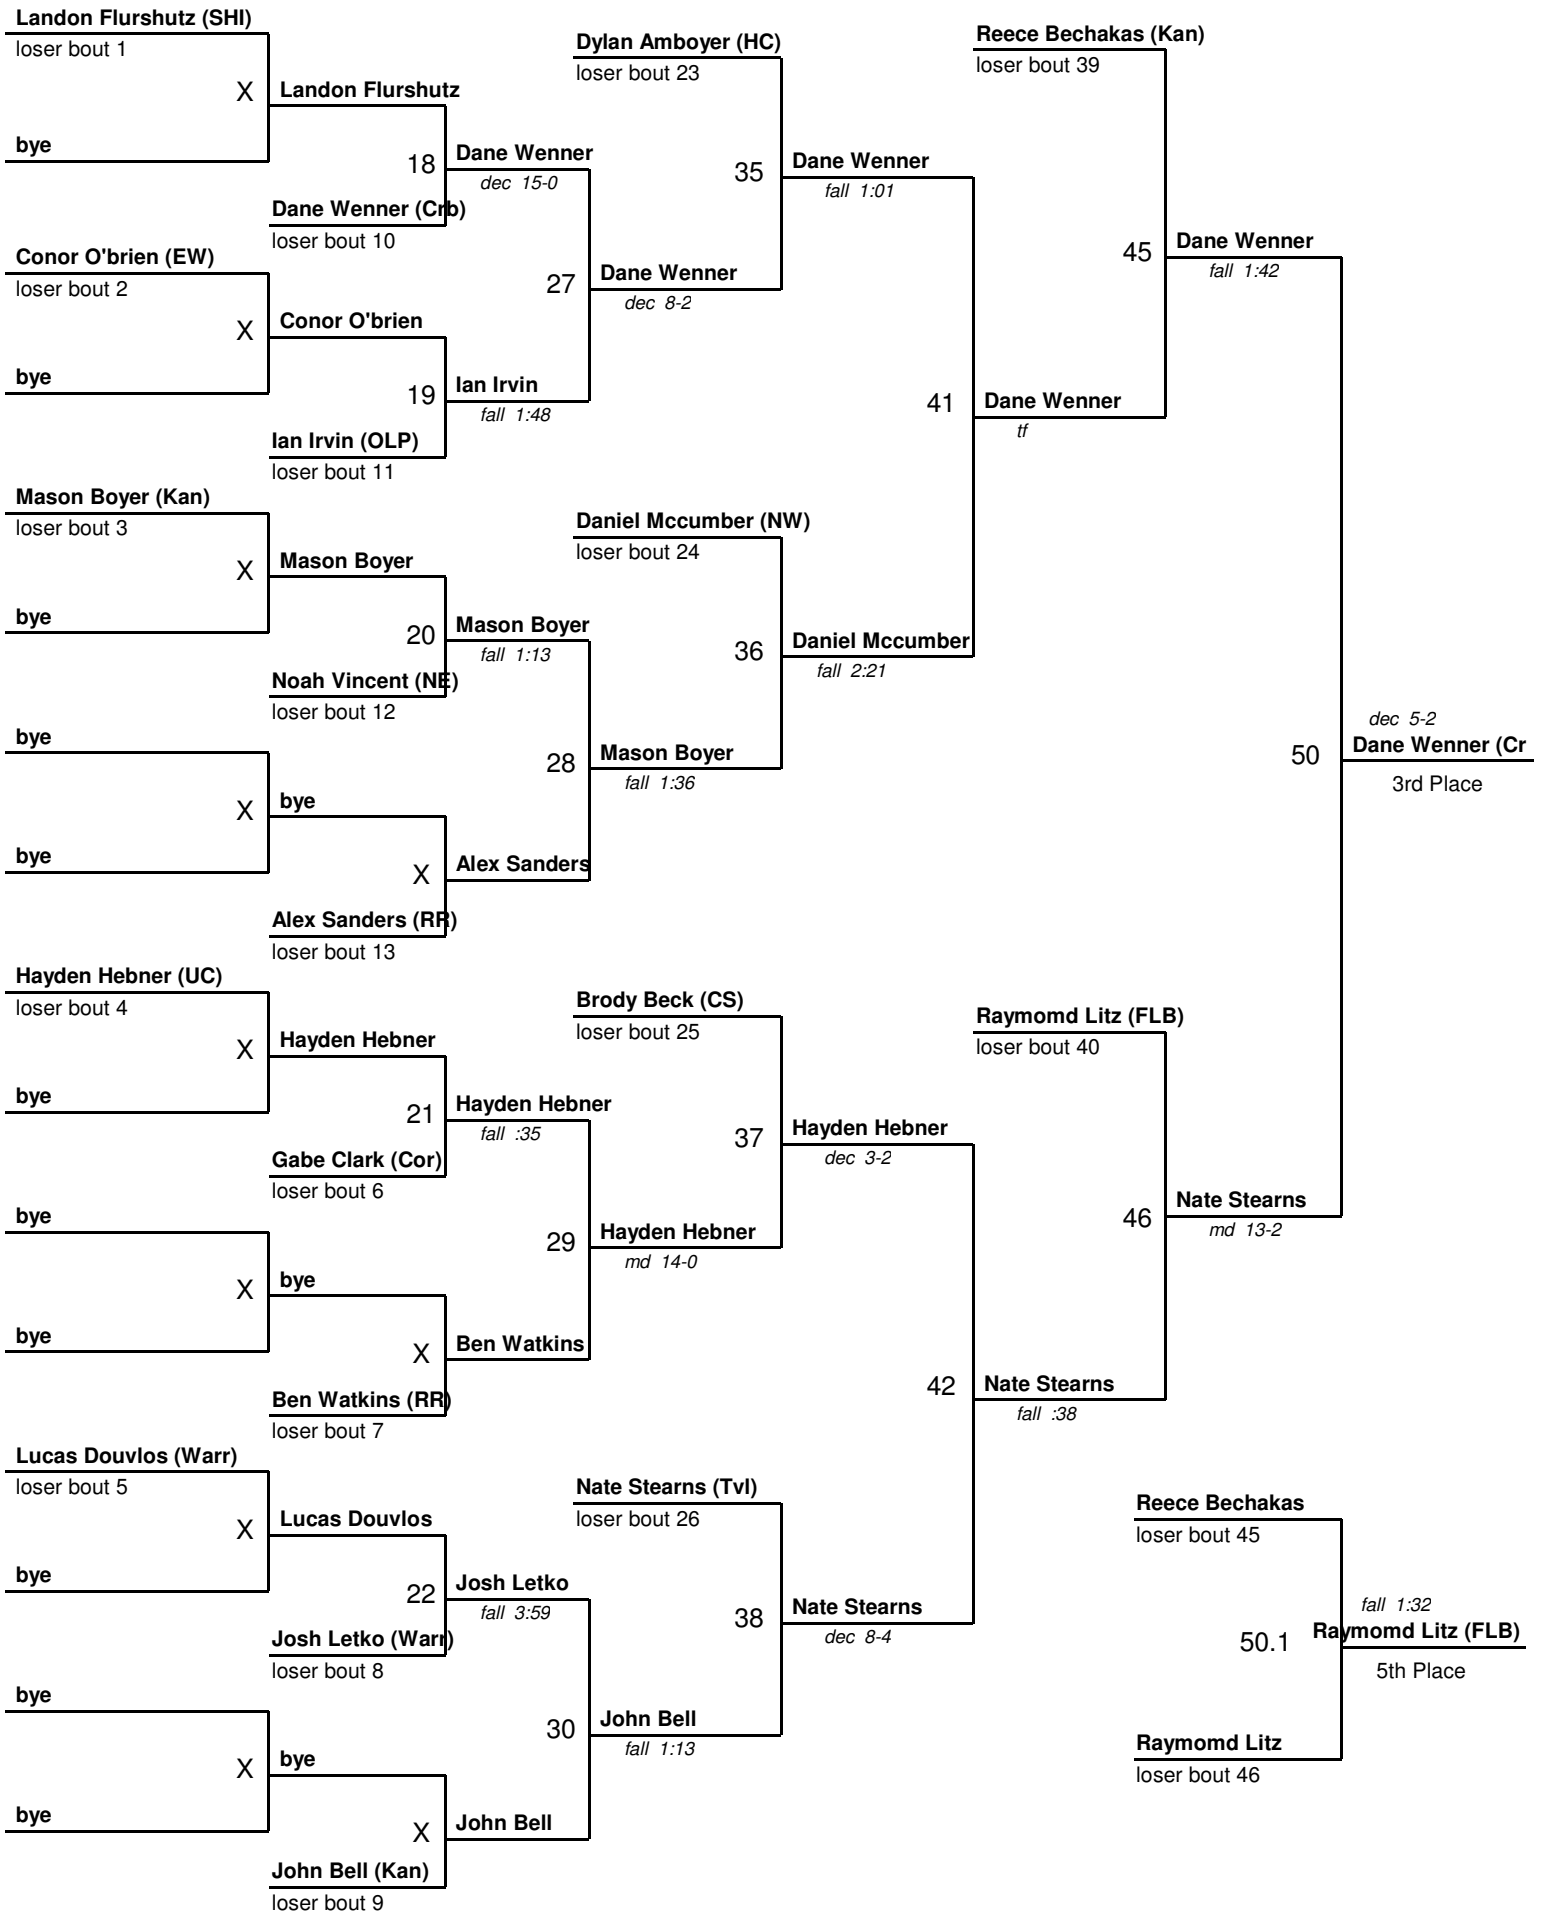 Landon Flurshutz (SHI)
loser bout 1
X
bye
Landon Flurshutz
18
Dane Wenner (Crb)
loser bout 10
Dane Wenner
dec 15-0
Conor O'brien (EW)
loser bout 2
X
bye
Conor O'brien
19
Ian Irvin (OLP)
loser bout 11
Ian Irvin
fall 1:48
27
Dane Wenner
dec 8-2
Dylan Amboyer (HC)
loser bout 23
35
Dane Wenner
fall 1:01
Mason Boyer (Kan)
loser bout 3
X
bye
Mason Boyer
20
Noah Vincent (NE)
loser bout 12
Mason Boyer
fall 1:13
bye
X
bye
bye
X
Alex Sanders (RR)
loser bout 13
Alex Sanders
28
Mason Boyer
fall 1:36
Daniel Mccumber (NW)
loser bout 24
36
Daniel Mccumber
fall 2:21
41
Dane Wenner
tf
Reece Bechakas (Kan)
loser bout 39
45
Dane Wenner
fall 1:42
Hayden Hebner (UC)
loser bout 4
X
bye
Hayden Hebner
21
Gabe Clark (Cor)
loser bout 6
Hayden Hebner
fall :35
bye
X
bye
bye
X
Ben Watkins (RR)
loser bout 7
Ben Watkins
29
Hayden Hebner
md 14-0
Brody Beck (CS)
loser bout 25
37
Hayden Hebner
dec 3-2
Lucas Douvlos (Warr)
loser bout 5
X
bye
Lucas Douvlos
22
Josh Letko (Warr)
loser bout 8
Josh Letko
fall 3:59
bye
X
bye
bye
X
John Bell (Kan)
loser bout 9
John Bell
30
John Bell
fall 1:13
Nate Stearns (Tvl)
loser bout 26
38
Nate Stearns
dec 8-4
42
Nate Stearns
fall :38
Raymomd Litz (FLB)
loser bout 40
46
Nate Stearns
md 13-2
50
dec 5-2
Dane Wenner (Cr
3rd Place
Reece Bechakas
loser bout 45
50.1
Raymomd Litz
loser bout 46
fall 1:32
Raymomd Litz (FLB)
5th Place